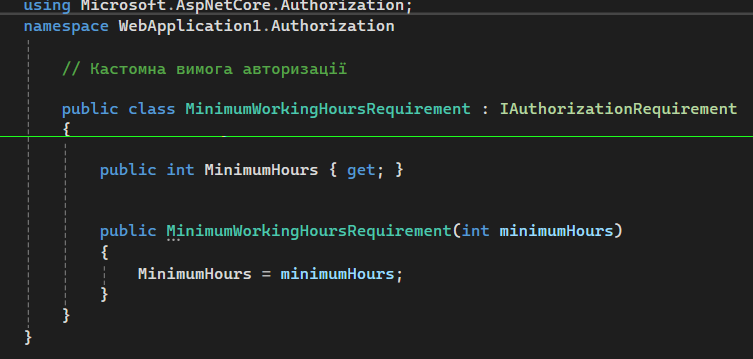 using Microsoft.AspNetCore.Authorization;
namespace WebApplication1.Authorization
// Кастомна вимога авторизації
public class MinimumWorkingHoursRequirement : IAuthorizationRequirement
{
public int MinimumHours { get; }
public MinimumWorkingHoursRequirement(int minimumHours)
{
MinimumHours = minimumHours;
}
}
}